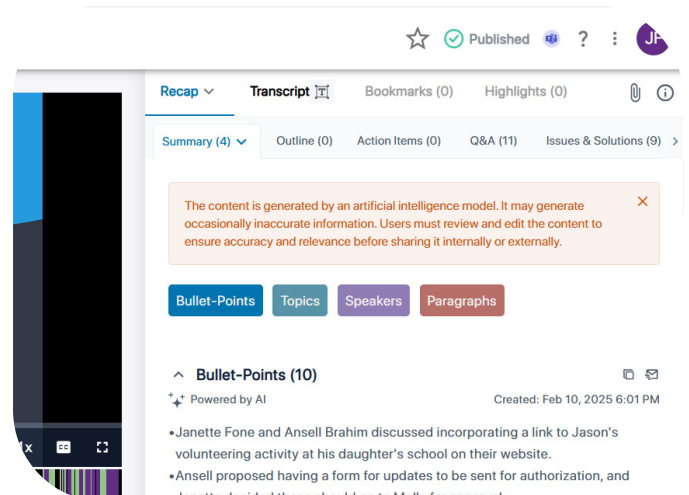 Published ? JF
Recap Transcript Bookmarks (0) Highlights (0)
Summary (4) Outline (0) Action Items (0) Q&A (11) Issues & Solutions (9)
The content is generated by an artificial intelligence model. It may generate
occasionally inaccurate information. Users must review and edit the content to
ensure accuracy and relevance before sharing it internally or externally.
Bullet-Points Topics Speakers Paragraphs
Bullet-Points (10)
Powered by AI Created: Feb 10, 2025 6:01 PM
•Janette Fone and Ansell Brahim discussed incorporating a link to Jason's
volunteering activity at his daughter's school on their website.
•Ansell proposed having a form for updates to be sent for authorization, and
x CC